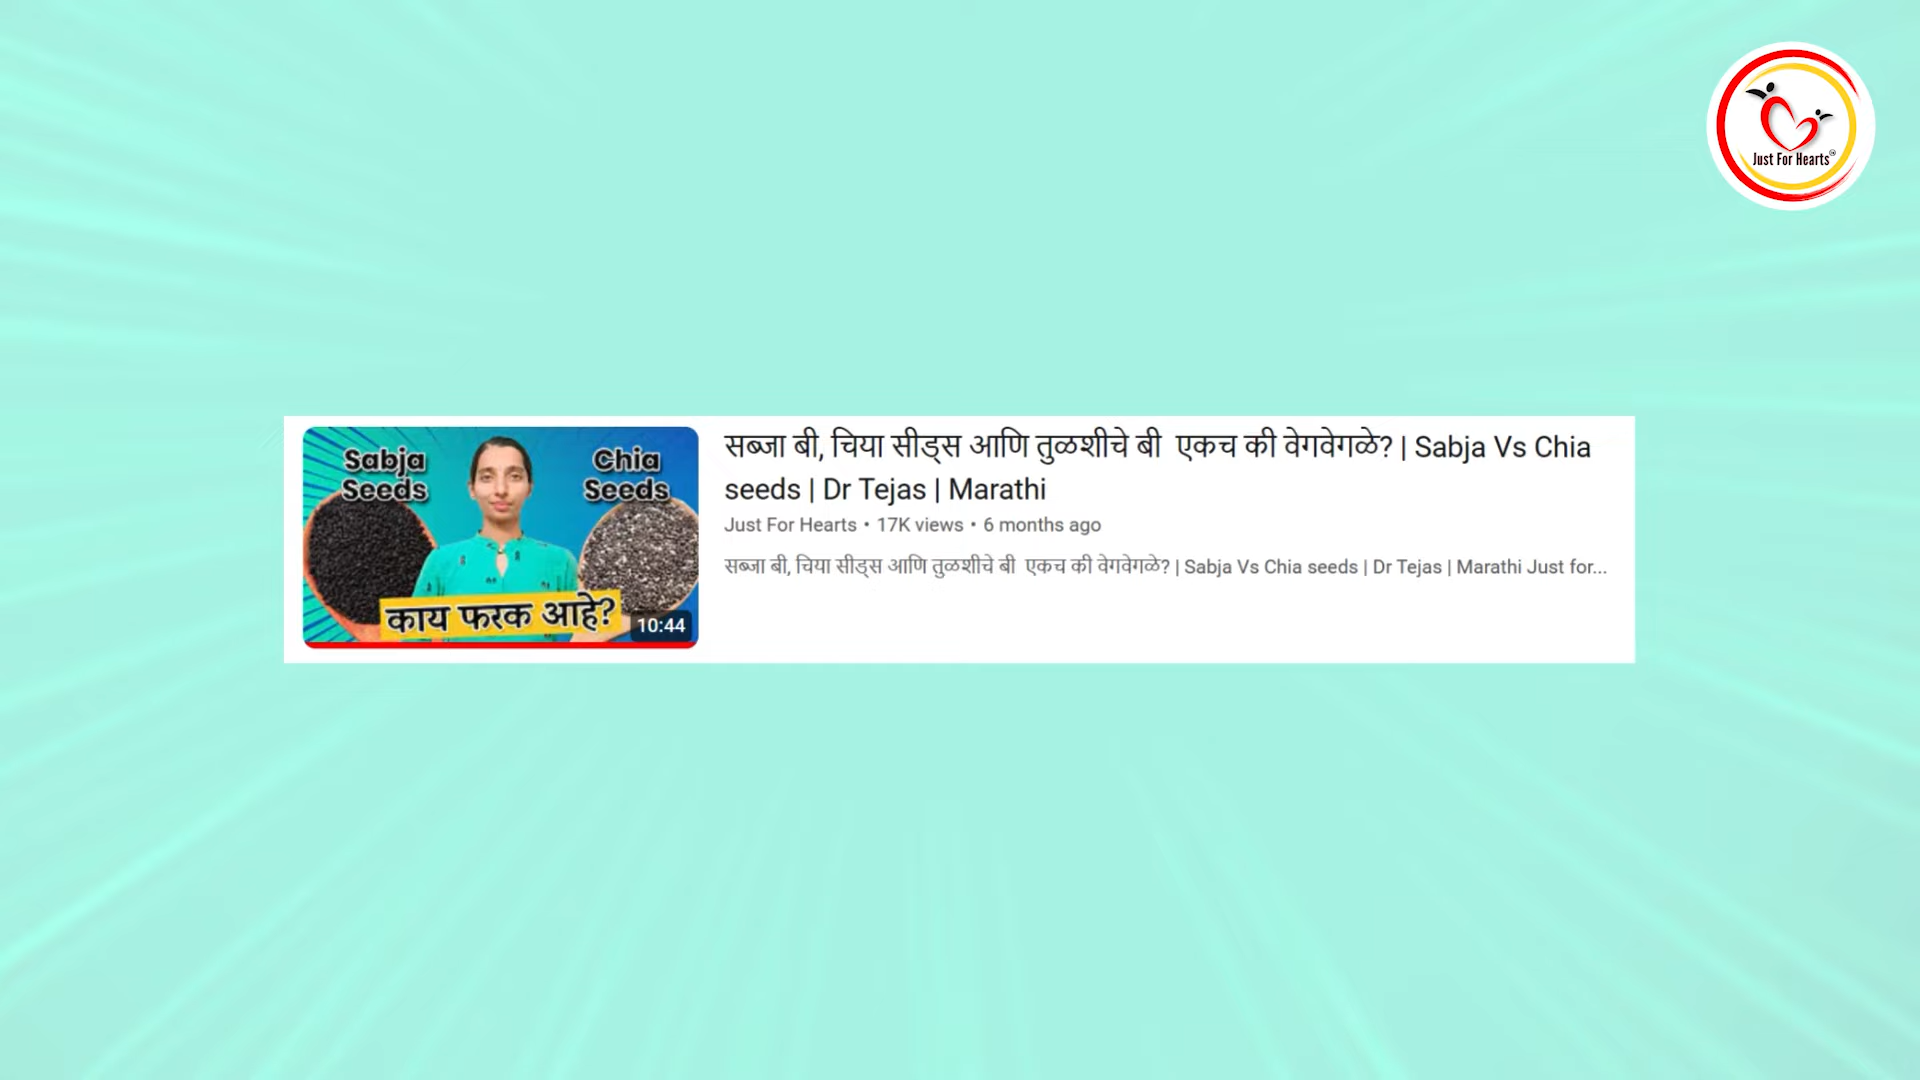 Just For Hearts
Sabja Seeds
Chia Seeds
काय फरक आहे?
10:44
सब्जा बी, चिया सीड्स आणि तुळशीचे बी एकच की वेगवेगळे? | Sabja Vs Chia
seeds | Dr Tejas | Marathi
Just For Hearts • 17K views • 6 months ago
सब्जा बी, चिया सीड्स आणि तुळशीचे बी एकच की वेगवेगळे? | Sabja Vs Chia seeds | Dr Tejas | Marathi Just for...